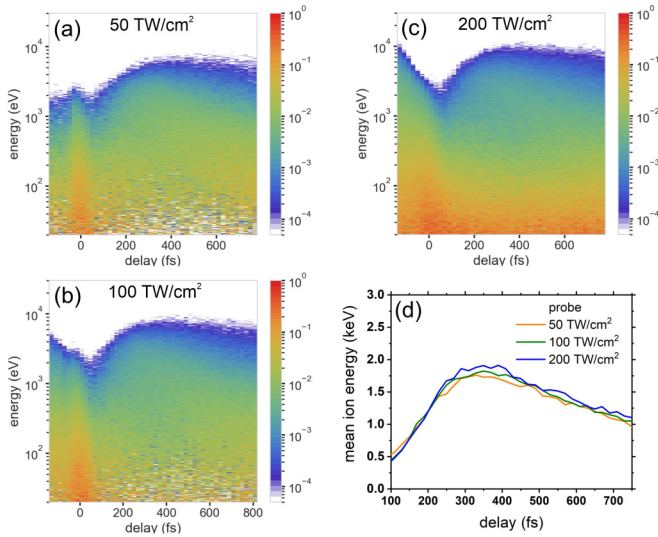 (a)
50 TW/cm²
energy (eV)
10⁴
10³
10²
0
200
400
600
delay (fs)
10⁰
10⁻¹
10⁻²
10⁻³
10⁻⁴
(c)
200 TW/cm²
energy (eV)
10⁴
10³
10²
0
200
400
600
delay (fs)
10⁰
10⁻¹
10⁻²
10⁻³
10⁻⁴
(b)
100 TW/cm²
energy (eV)
10⁴
10³
10²
0
200
400
600
800
delay (fs)
10⁰
10⁻¹
10⁻²
10⁻³
10⁻⁴
(d)
probe
50 TW/cm²
100 TW/cm²
200 TW/cm²
mean ion energy (keV)
3.0
2.5
2.0
1.5
1.0
0.5
0.0
100
200
300
400
500
600
700
delay (fs)